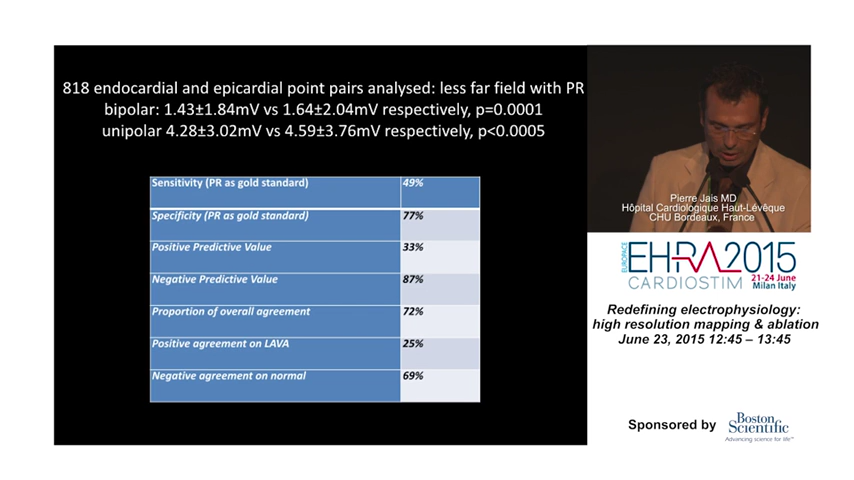 818 endocardial and epicardial point pairs analysed: less far field with PR
bipolar: 1.43±1.84mV vs 1.64±2.04mV respectively, p=0.0001
unipolar 4.28±3.02mV vs 4.59±3.76mV respectively, p<0.0005
Sensitivity (PR as gold standard) 49%
Specificity (PR as gold standard) 77%
Positive Predictive Value 33%
Negative Predictive Value 87%
Proportion of overall agreement 72%
Positive agreement on LAVA 25%
Negative agreement on normal 69%
Pierre Jais MD
Hôpital Cardiologique Haut-Lévêque
CHU Bordeaux, France
EUROPACE
EHRA2015
CARDIOSTIM
21-24 June
Milan Italy
Redefining electrophysiology:
high resolution mapping & ablation
June 23, 2015 12:45 – 13:45
Sponsored by
Boston
Scientific
Advancing science for life™